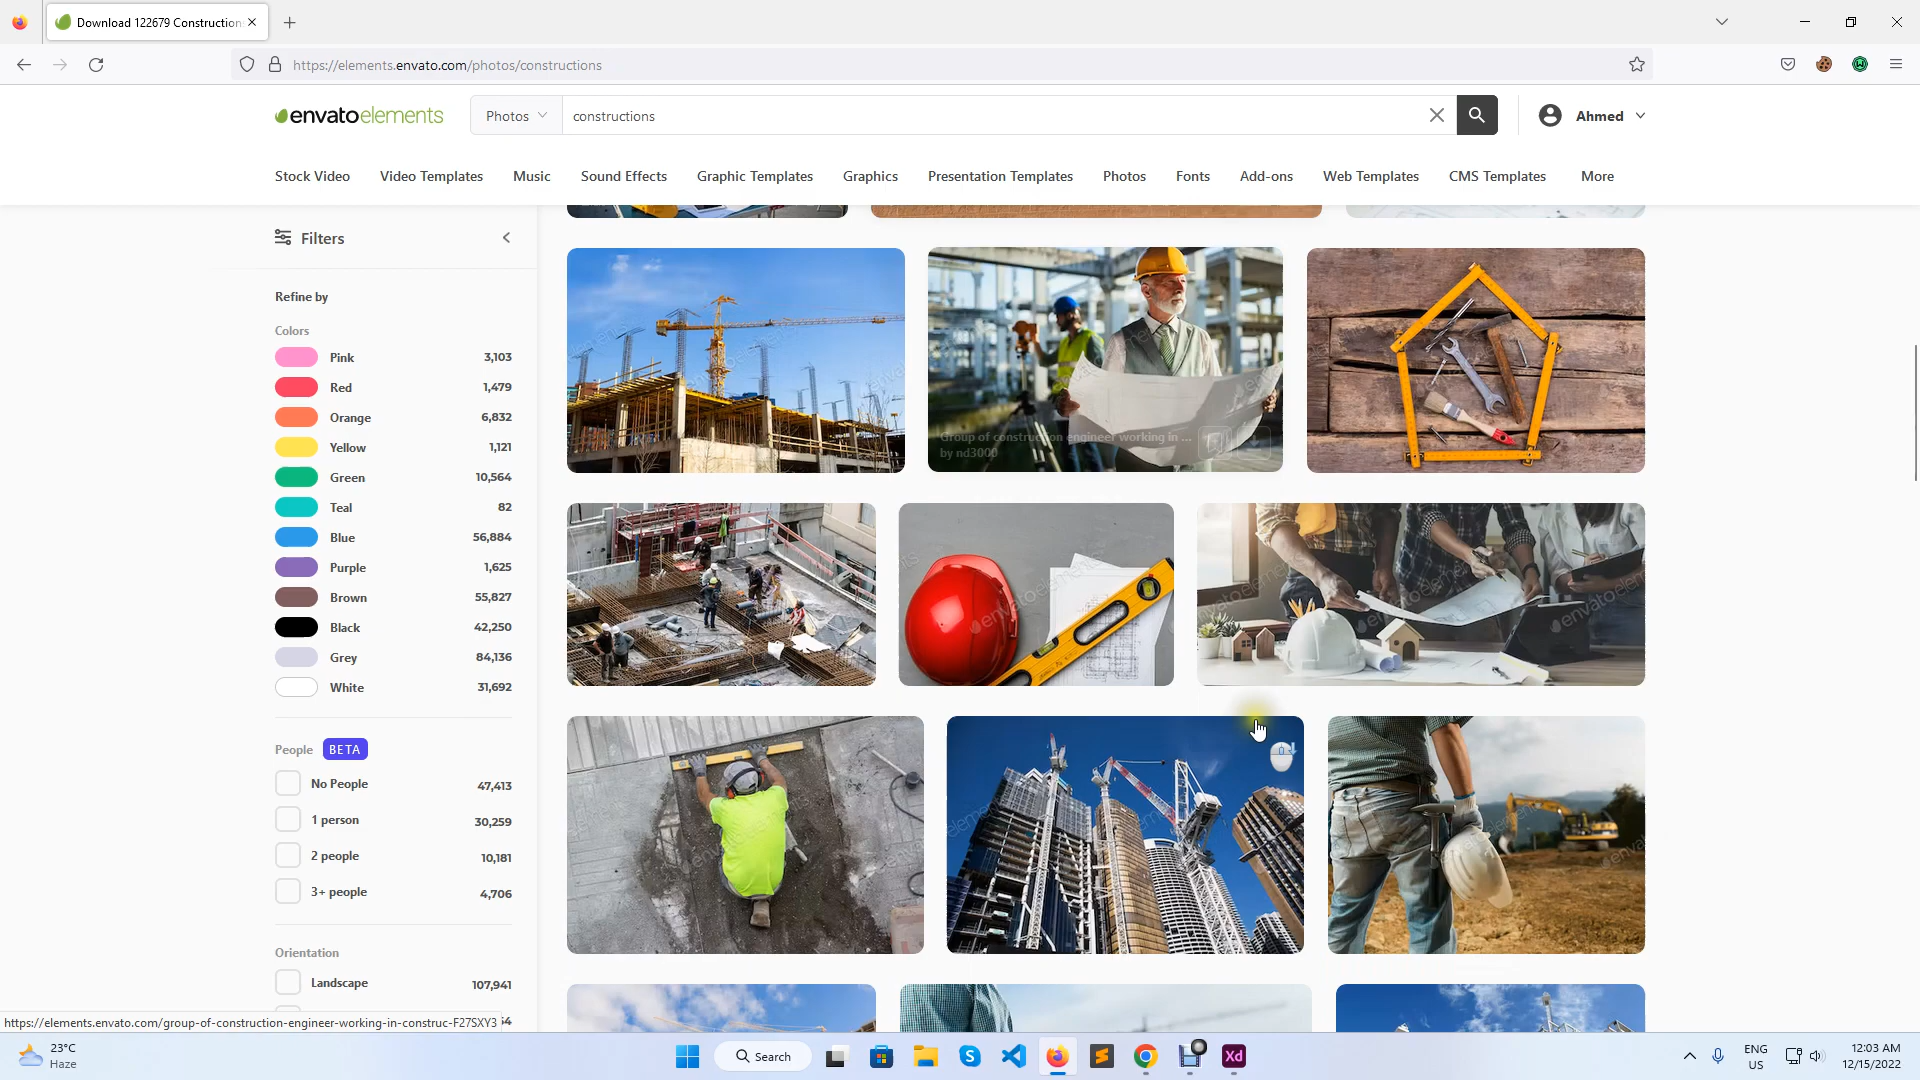 Download 122679 Construction
https://elements.envato.com/photos/constructions
envatoelements
Photos
constructions
Ahmed
Stock Video
Video Templates
Music
Sound Effects
Graphic Templates
Graphics
Presentation Templates
Photos
Fonts
Add-ons
Web Templates
CMS Templates
More
Filters
Refine by
Colors
Pink 3,103
Red 1,479
Orange 6,832
Yellow 1,121
Green 10,564
Teal 82
Blue 56,884
Purple 1,625
Brown 55,827
Black 42,250
Grey 84,136
White 31,692
People BETA
No People 47,413
1 person 30,259
2 people 10,181
3+ people 4,706
Orientation
Landscape 107,941
Group of construction engineer working in ...
by nd3000
https://elements.envato.com/group-of-construction-engineer-working-in-construc-F27SXY3
23°C
Haze
Search
Xd
ENG
US
12:03 AM
12/15/2022